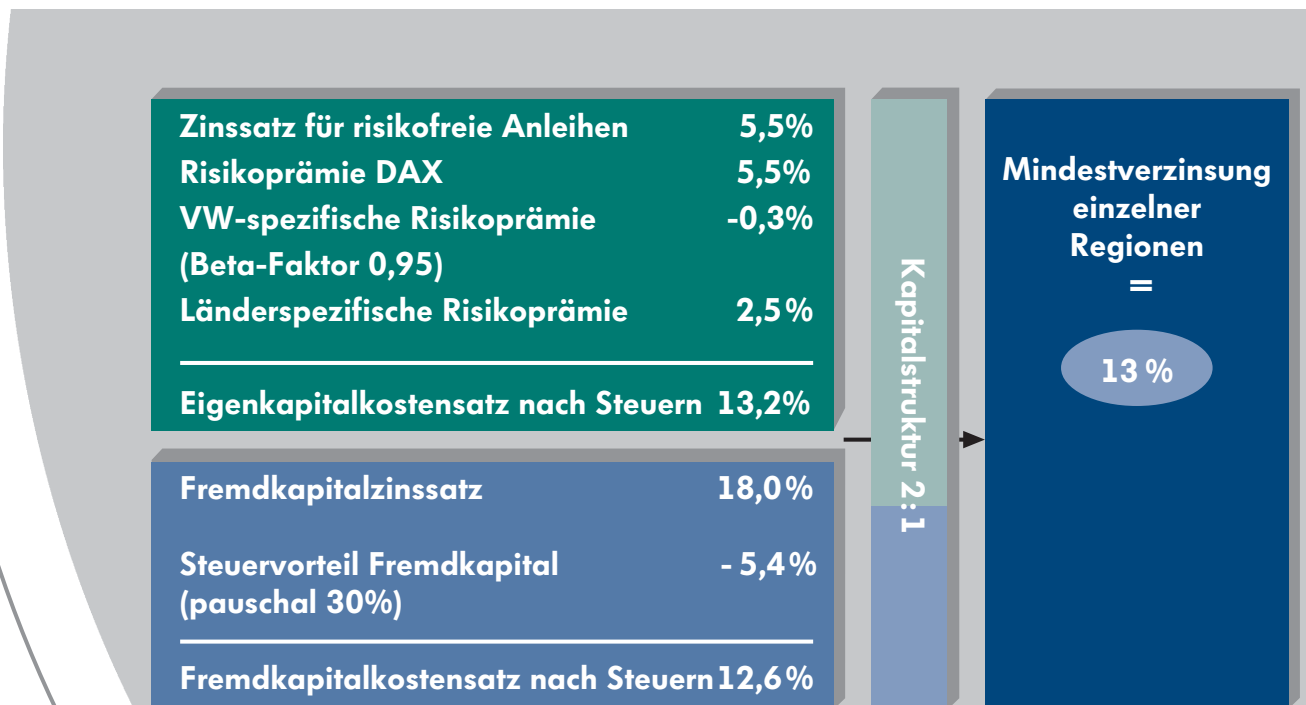 Zinssatz für risikofreie Anleihen 5,5%
Risikoprämie DAX 5,5%
VW-spezifische Risikoprämie -0,3%
(Beta-Faktor 0,95)
Länderspezifische Risikoprämie 2,5%
Eigenkapitalkostensatz nach Steuern 13,2%
Fremdkapitalzinssatz 18,0%
Steuervorteil Fremdkapital - 5,4%
(pauschal 30%)
Fremdkapitalkostensatz nach Steuern 12,6%
Kapitalstruktur 2:1
Mindestverzinsung
einzelner
Regionen
=
13 %